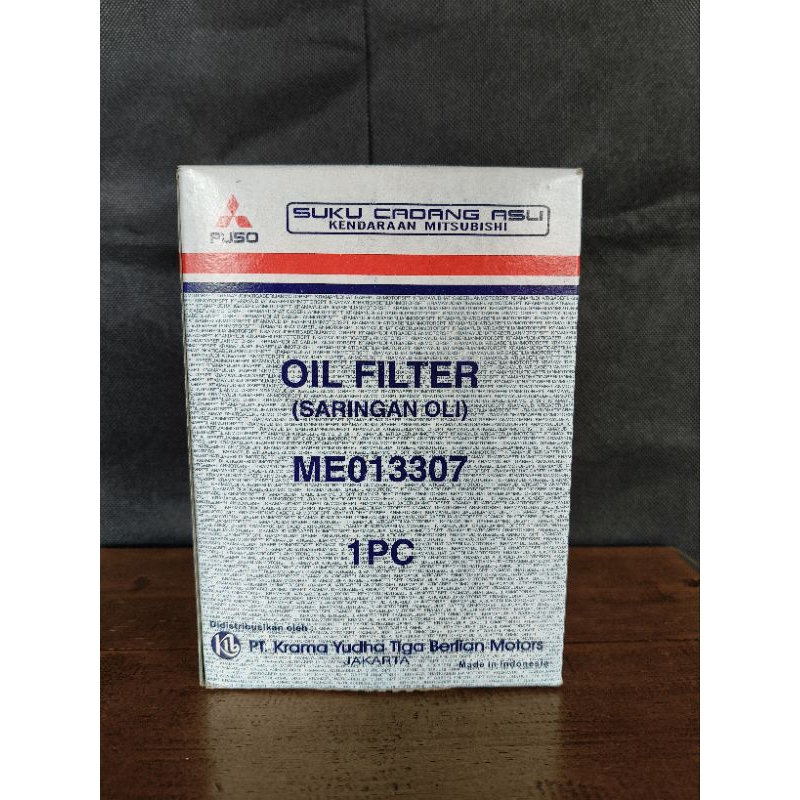 FUSO
SUKU CADANG ASLI
KENDARAAN MITSUBISHI
OIL FILTER
(SARINGAN OLI)
ME013307
1PC
Didistribusikan oleh :
KTB PT. Krama Yudha Tiga Berlian Motors
JAKARTA
Made in Indonesia